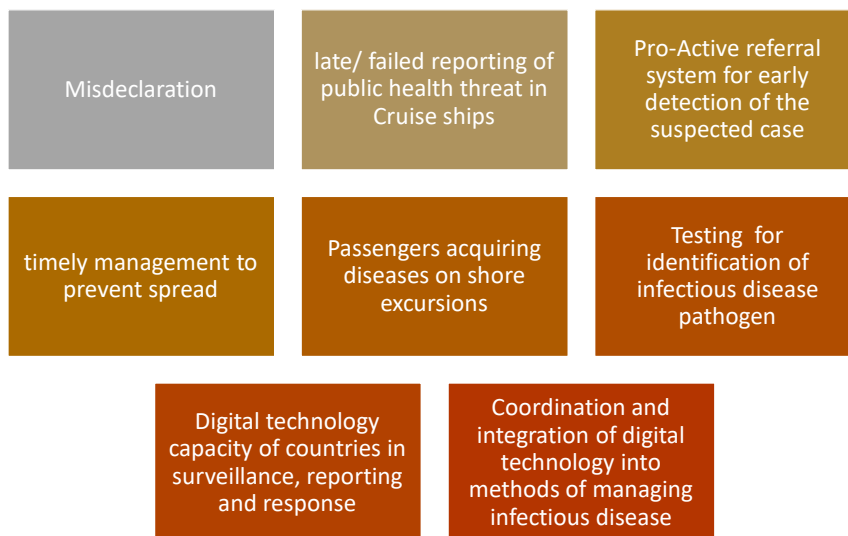 Misdeclaration
late/ failed reporting of
public health threat in
Cruise ships
Pro-Active referral
system for early
detection of the
suspected case
timely management to
prevent spread
Passengers acquiring
diseases on shore
excursions
Testing for
identification of
infectious disease
pathogen
Digital technology
capacity of countries in
surveillance, reporting
and response
Coordination and
integration of digital
technology into
methods of managing
infectious disease